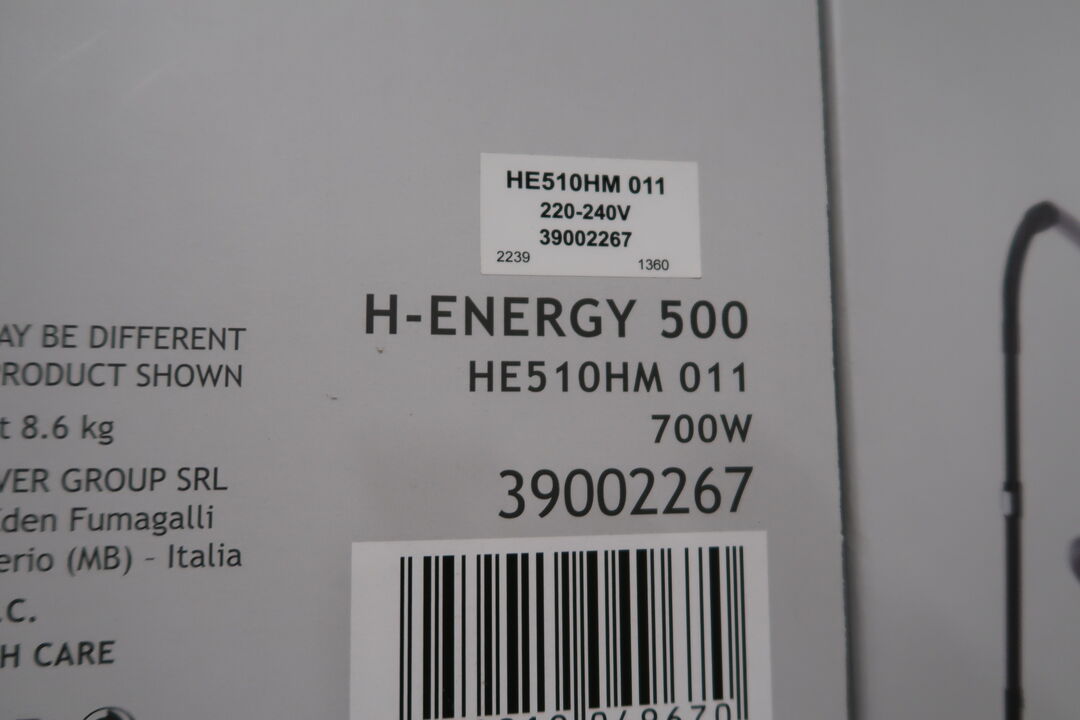 HE510HM 011
220-240V
39002267
2239 1360
H-ENERGY 500
HE510HM 011
700W
39002267
AY BE DIFFERENT
RODUCT SHOWN
t 8.6 kg
VER GROUP SRL
den Fumagalli
erio (MB) - Italia
.C.
H CARE